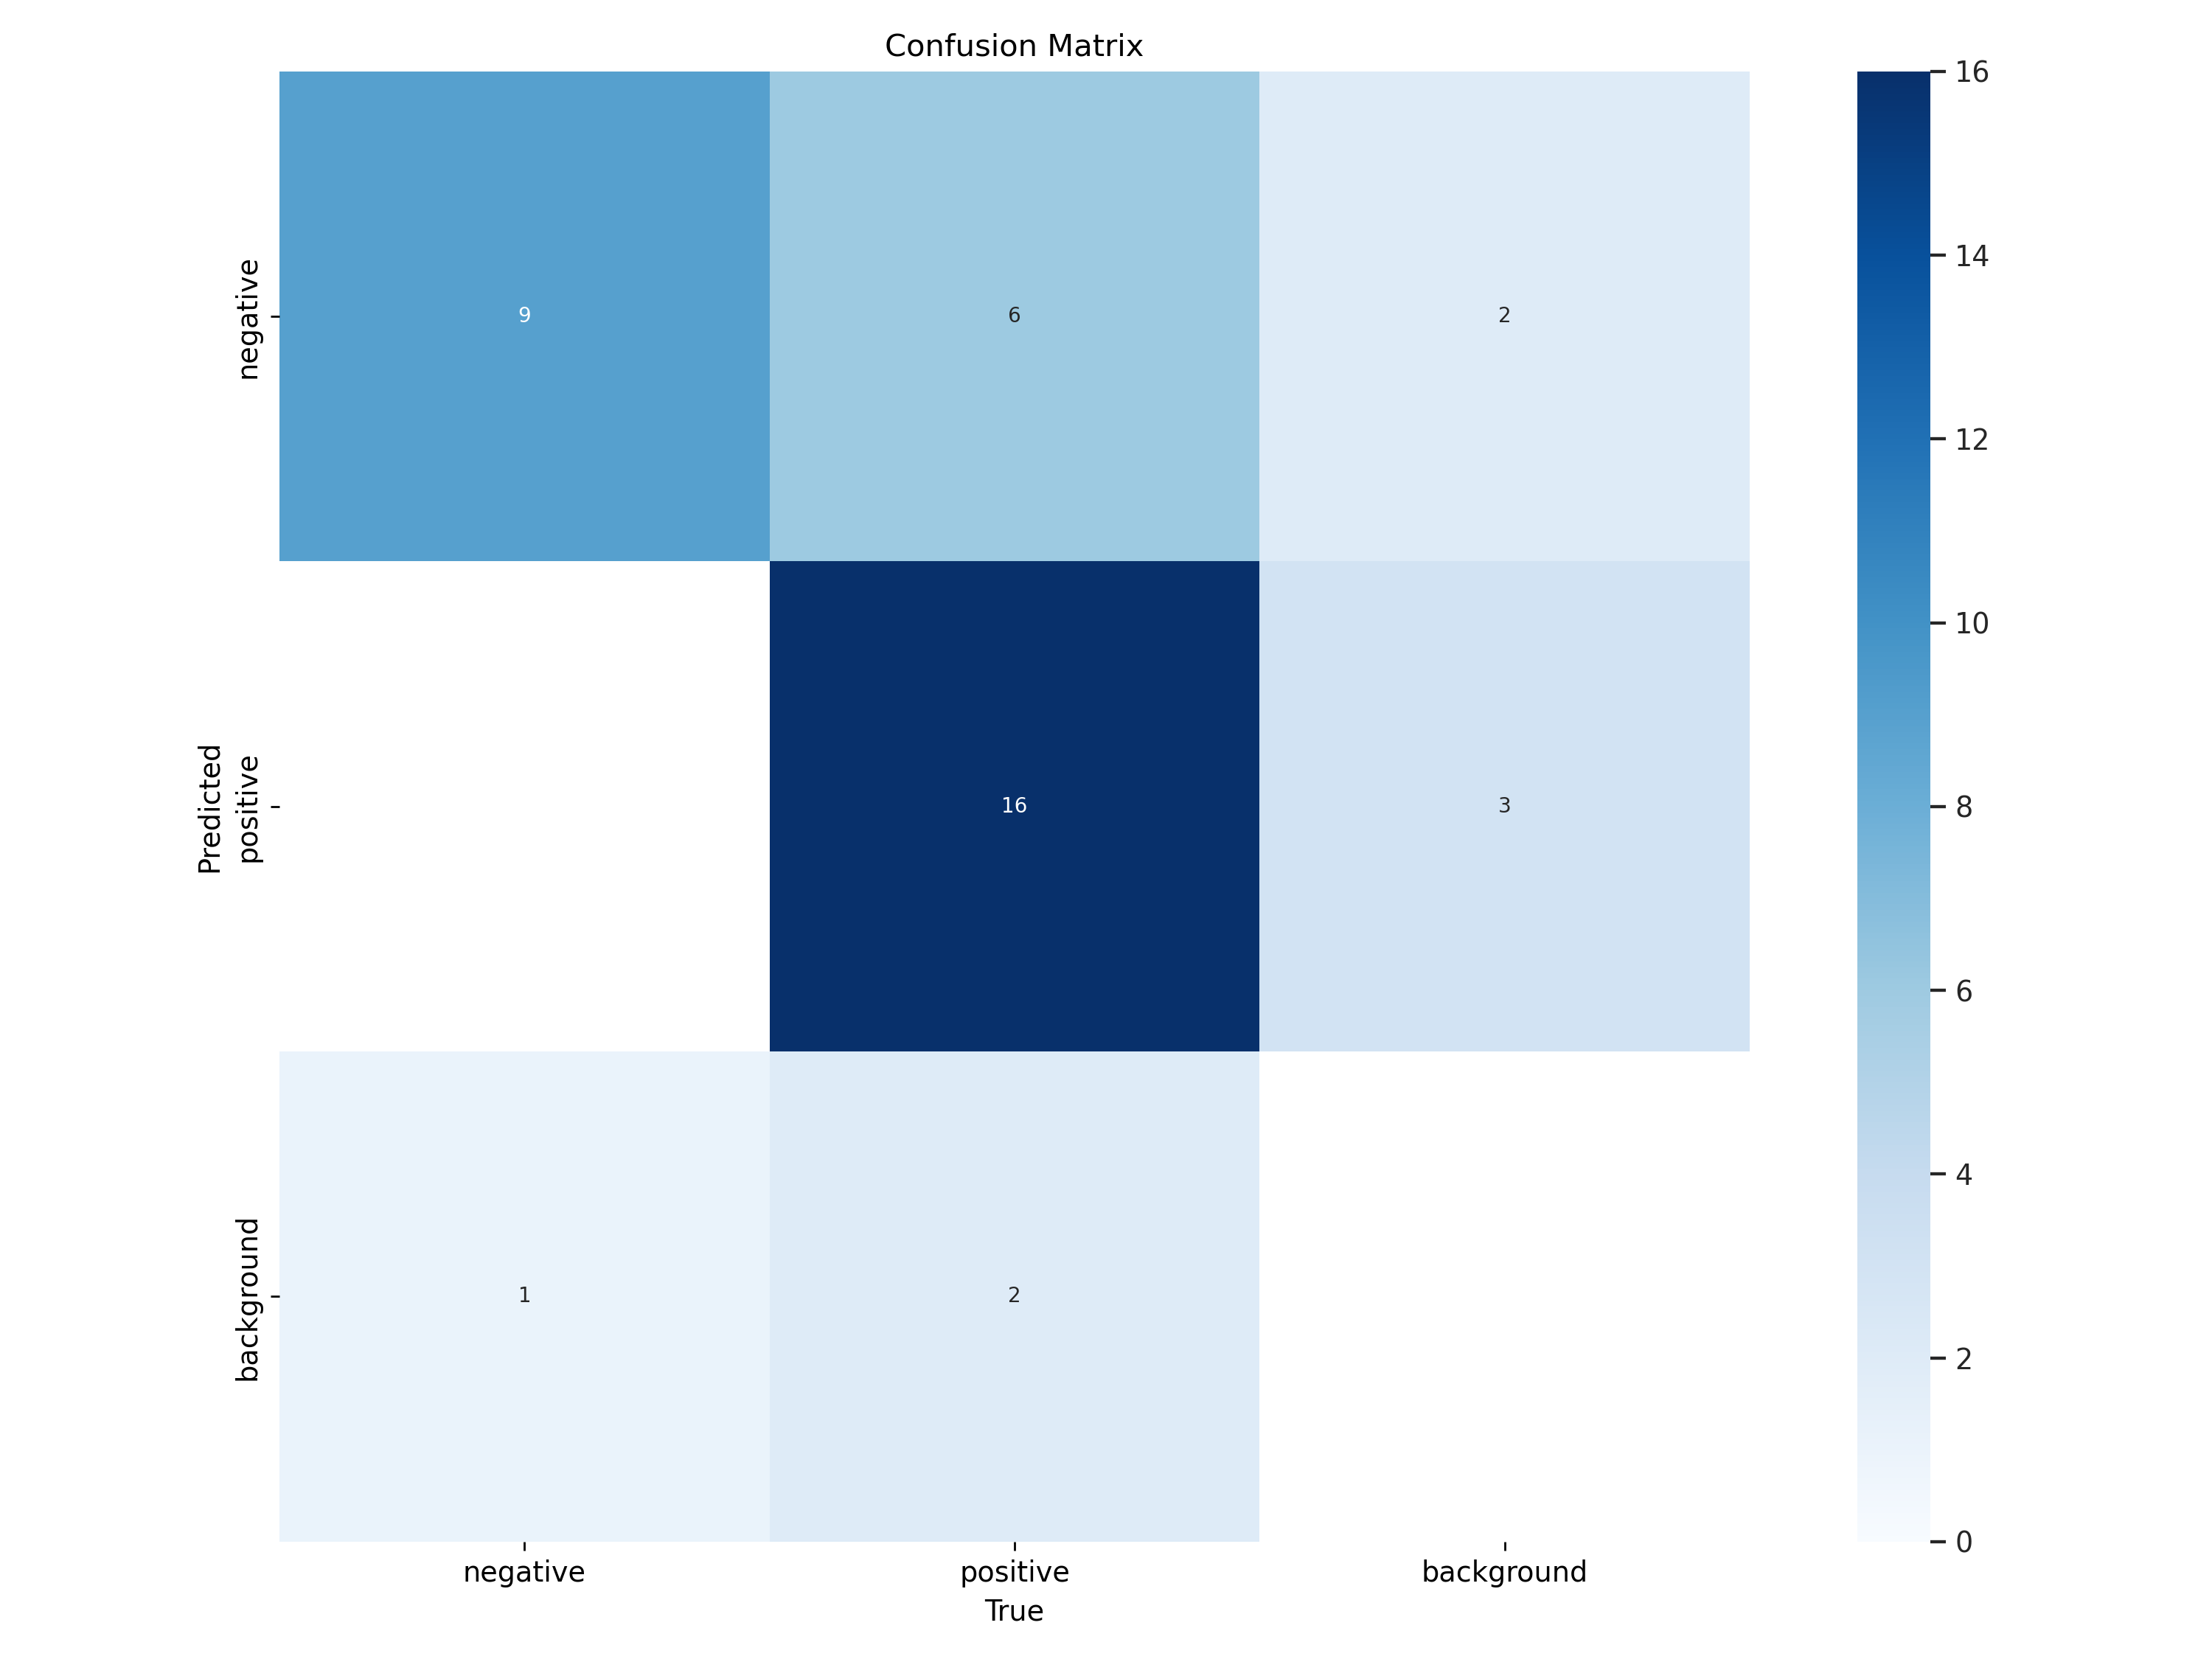 Confusion Matrix
negative
9
6
2
Predicted
positive
16
3
background
1
2
negative
positive
background
True
16
14
12
10
8
6
4
2
0